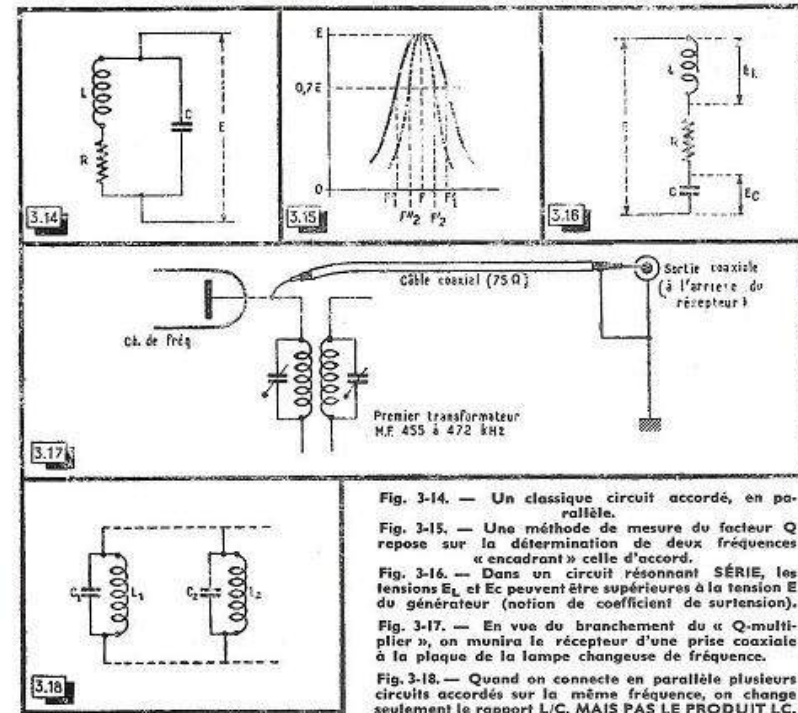 L
R
C
E
3.14
E
0,7E
0
F1 F F'1
F"2 F'2
3.15
L
EL
R
C
EC
3.16
Câble coaxial (75 Ω)
Sortie coaxiale
(à l'arrière du
récepteur)
Ch. de fréq
Premier transformateur
M.F. 455 à 472 kHz
3.17
C1 L1 C2 L2
3.18
Fig. 3-14. — Un classique circuit accordé, en pa-
rallèle.
Fig. 3-15. — Une méthode de mesure du facteur Q
repose sur la détermination de deux fréquences
« encadrant » celle d'accord.
Fig. 3-16. — Dans un circuit résonnant SÉRIE, les
tensions EL et Ec peuvent être supérieures à la tension E
du générateur (notion de coefficient de surtension).
Fig. 3-17. — En vue du branchement du « Q-multi-
plier », on munira le récepteur d'une prise coaxiale
à la plaque de la lampe changeuse de fréquence.
Fig. 3-18. — Quand on connecte en parallèle plusieurs
circuits accordés sur la même fréquence, on change
seulement le rapport L/C, MAIS PAS LE PRODUIT LC.